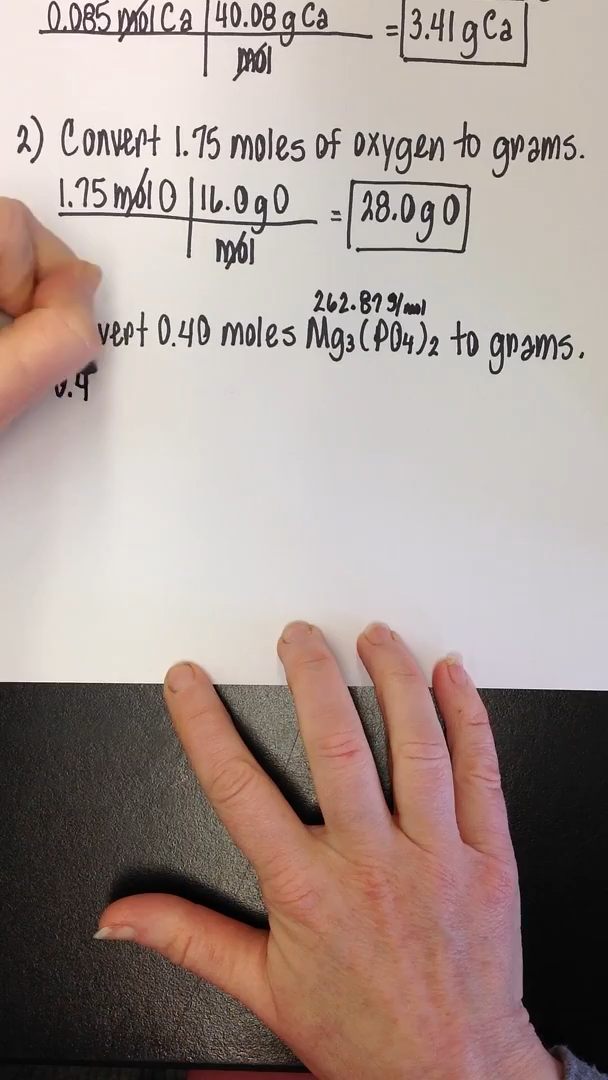 0.085 mol Ca | 40.08 g Ca = 3.41 g Ca
mol
2) Convert 1.75 moles of oxygen to grams.
1.75 mol O | 16.0 g O = 28.0 g O
mol
262.87 g/mol
vert 0.40 moles Mg₃(PO₄)₂ to grams.
0.4